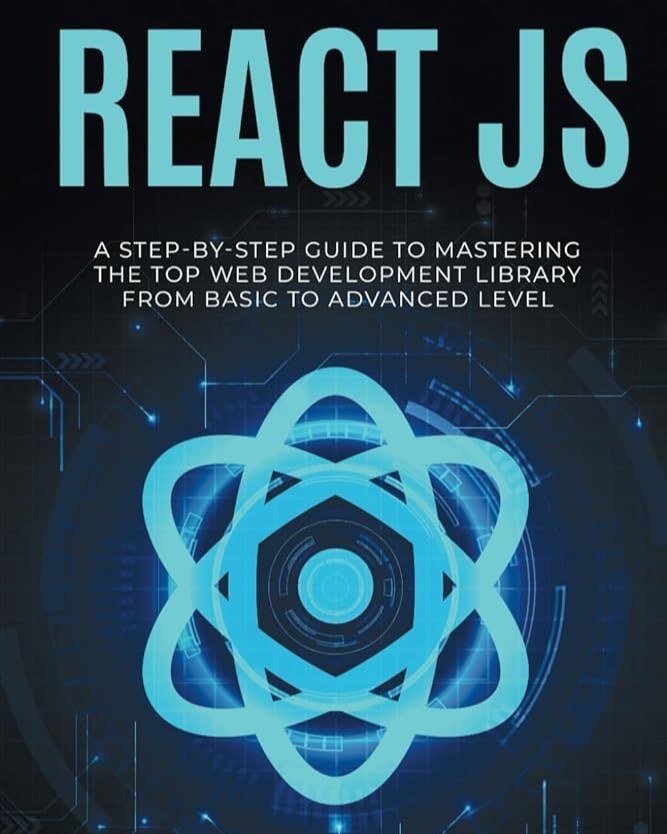 REACT JS
A STEP-BY-STEP GUIDE TO MASTERING
THE TOP WEB DEVELOPMENT LIBRARY
FROM BASIC TO ADVANCED LEVEL